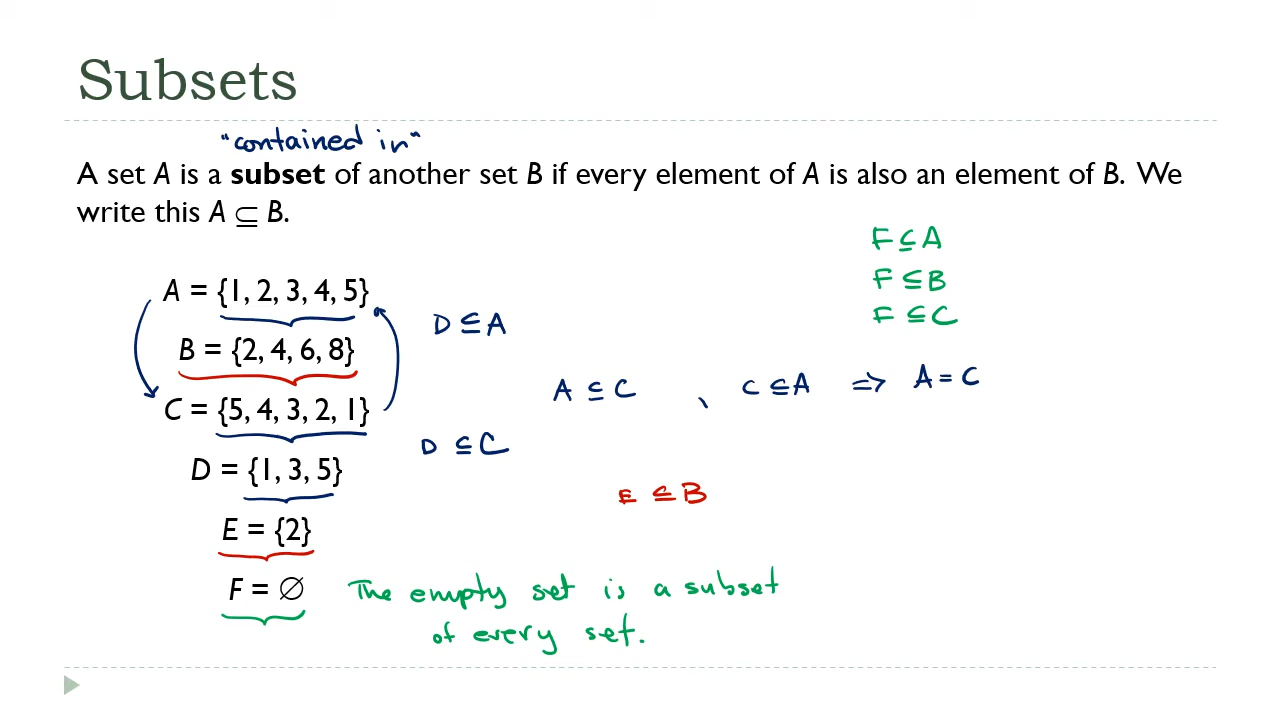 Subsets
"contained in"
A set A is a subset of another set B if every element of A is also an element of B. We
write this A ⊆ B.
F ⊆ A
F ⊆ B
F ⊆ C
A = {1, 2, 3, 4, 5}
D ⊆ A
B = {2, 4, 6, 8}
A ⊆ C , C ⊆ A ⇒ A = C
C = {5, 4, 3, 2, 1}
D ⊆ C
D = {1, 3, 5}
E ⊆ B
E = {2}
F = ∅ The empty set is a subset
of every set.